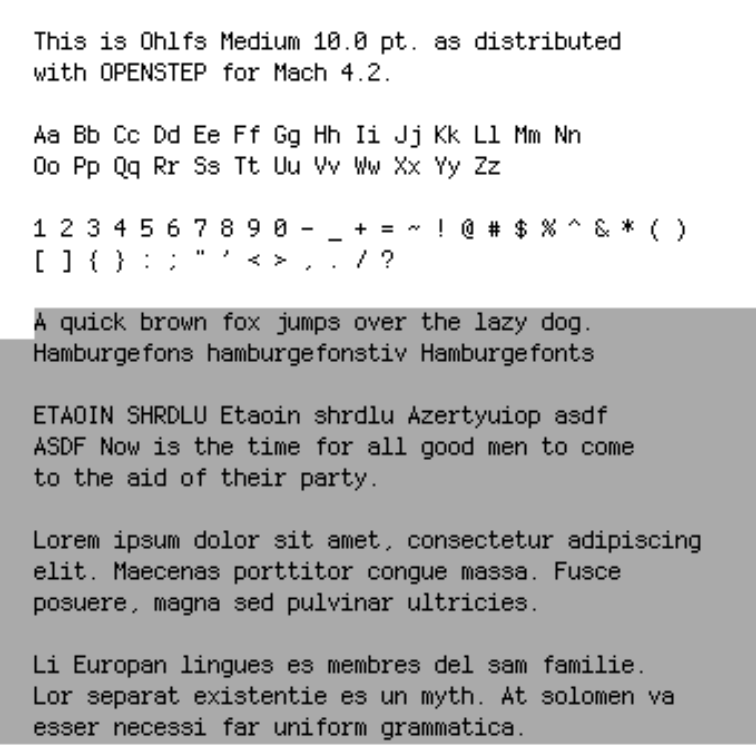 This is Ohlfs Medium 10.0 pt. as distributed
with OPENSTEP for Mach 4.2.
Aa Bb Cc Dd Ee Ff Gg Hh Ii Jj Kk Ll Mm Nn
Oo Pp Qq Rr Ss Tt Uu Vv Ww Xx Yy Zz
1 2 3 4 5 6 7 8 9 0 - _ + = ~ ! @ # $ % ^ & * ( )
[ ] { } : ; " ' < > , . / ?
A quick brown fox jumps over the lazy dog.
Hamburgefons hamburgefonstiv Hamburgefonts
ETAOIN SHRDLU Etaoin shrdlu Azertyuiop asdf
ASDF Now is the time for all good men to come
to the aid of their party.
Lorem ipsum dolor sit amet, consectetur adipiscing
elit. Maecenas porttitor congue massa. Fusce
posuere, magna sed pulvinar ultricies.
Li Europan lingues es membres del sam familie.
Lor separat existentie es un myth. At solomen va
esser necessi far uniform grammatica.